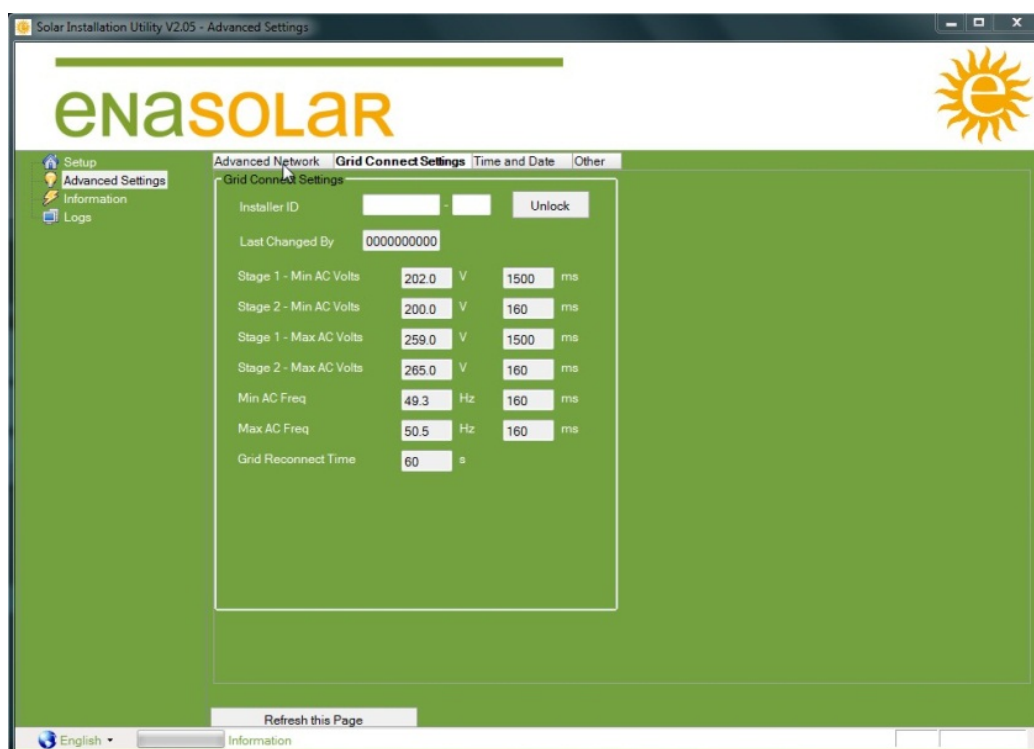 Solar Installation Utility V2.05 - Advanced Settings
enasolar
e
Setup
Advanced Settings
Information
Logs
Advanced Network Grid Connect Settings Time and Date Other
Grid Connect Settings
Installer ID - Unlock
Last Changed By 0000000000
Stage 1 - Min AC Volts 202.0 V 1500 ms
Stage 2 - Min AC Volts 200.0 V 160 ms
Stage 1 - Max AC Volts 259.0 V 1500 ms
Stage 2 - Max AC Volts 265.0 V 160 ms
Min AC Freq 49.3 Hz 160 ms
Max AC Freq 50.5 Hz 160 ms
Grid Reconnect Time 60 s
Refresh this Page
English Information